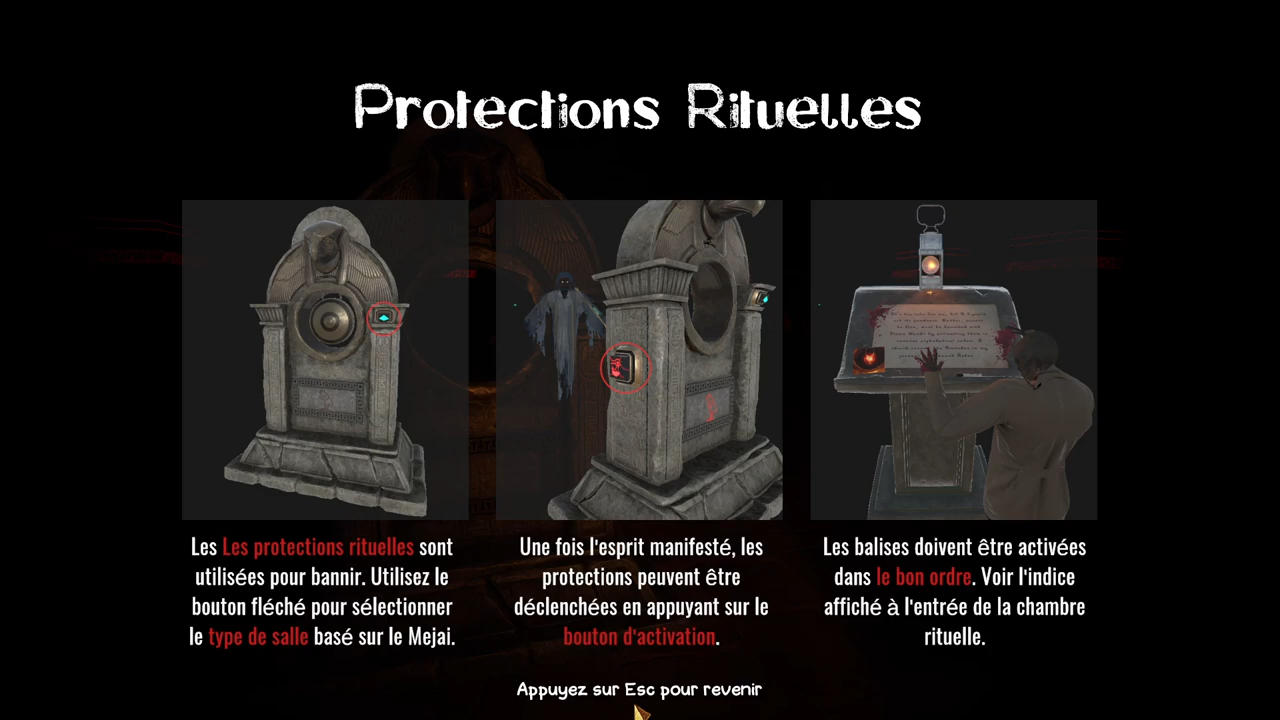 Protections Rituelles
Les Les protections rituelles sont
utilisées pour bannir. Utilisez le
bouton fléché pour sélectionner
le type de salle basé sur le Mejai.
Une fois l'esprit manifesté, les
protections peuvent être
déclenchées en appuyant sur le
bouton d'activation.
Les balises doivent être activées
dans le bon ordre. Voir l'indice
affiché à l'entrée de la chambre
rituelle.
Appuyez sur Esc pour revenir